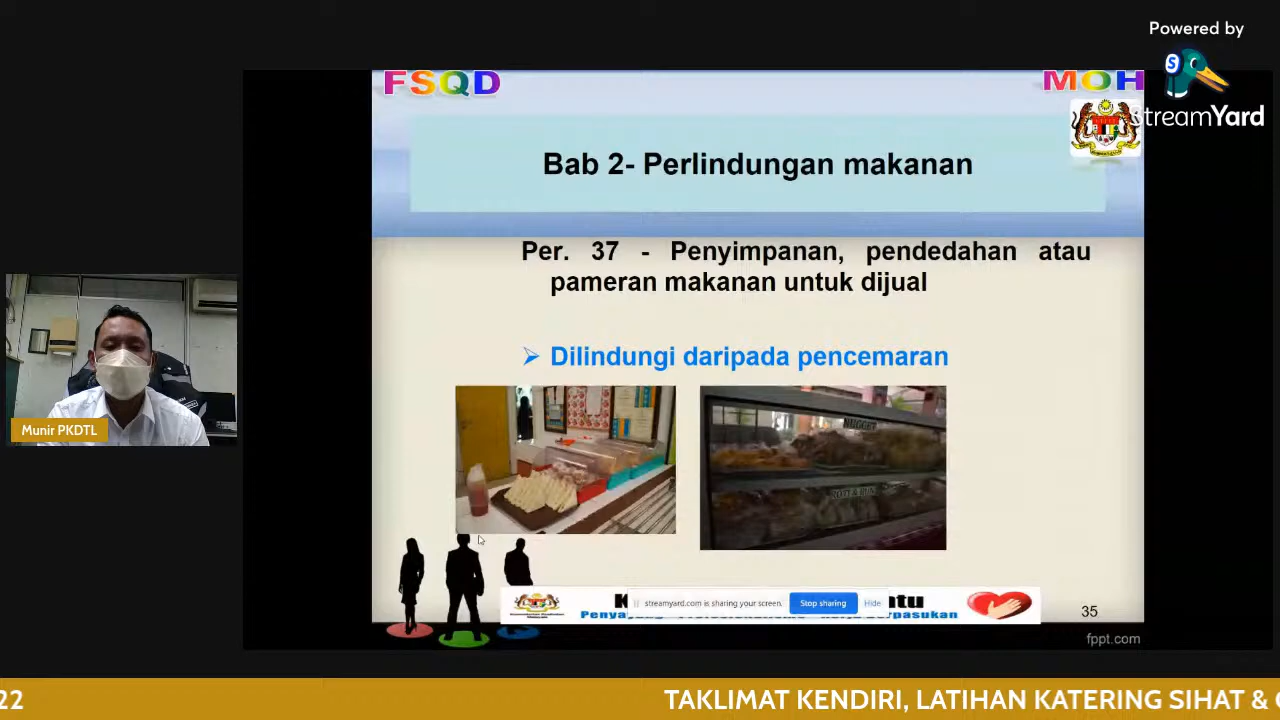 Powered by
StreamYard
FSQD
MOH
Bab 2- Perlindungan makanan
Per. 37 - Penyimpanan, pendedahan atau
pameran makanan untuk dijual
Dilindungi daripada pencemaran
NUGGET
Munir PKDTL
streamyard.com is sharing your screen.
Stop sharing
Hide
35
fppt.com
22
TAKLIMAT KENDIRI, LATIHAN KATERING SIHAT &